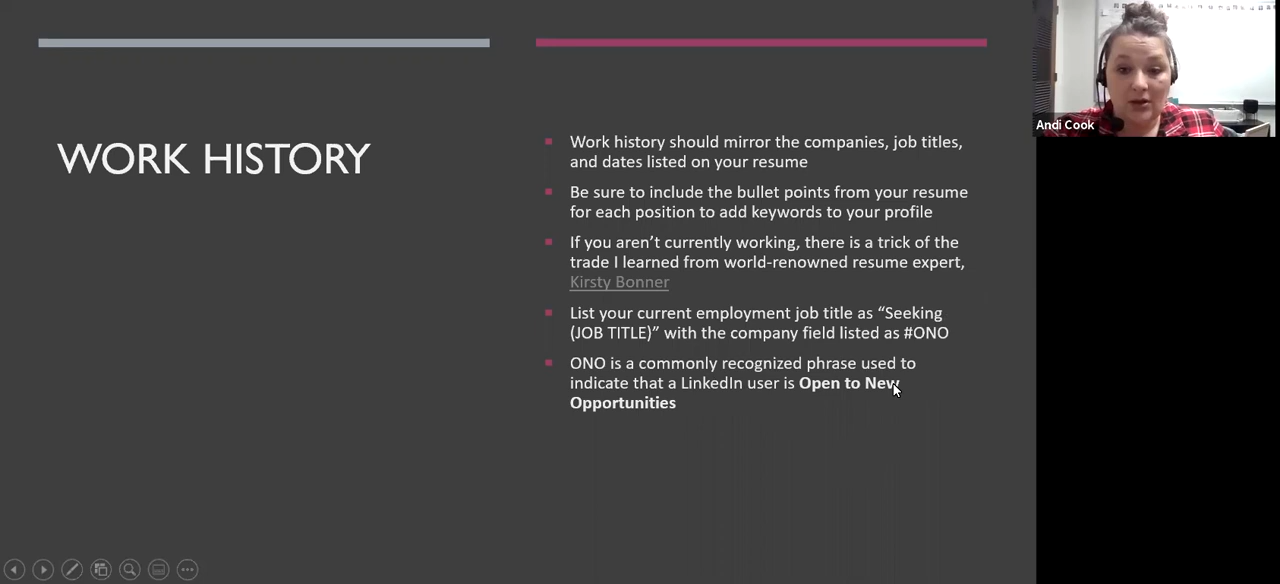 WORK HISTORY
Work history should mirror the companies, job titles,
and dates listed on your resume
Be sure to include the bullet points from your resume
for each position to add keywords to your profile
If you aren’t currently working, there is a trick of the
trade I learned from world-renowned resume expert,
Kirsty Bonner
List your current employment job title as “Seeking
(JOB TITLE)” with the company field listed as #ONO
ONO is a commonly recognized phrase used to
indicate that a LinkedIn user is Open to New
Opportunities
Andi Cook